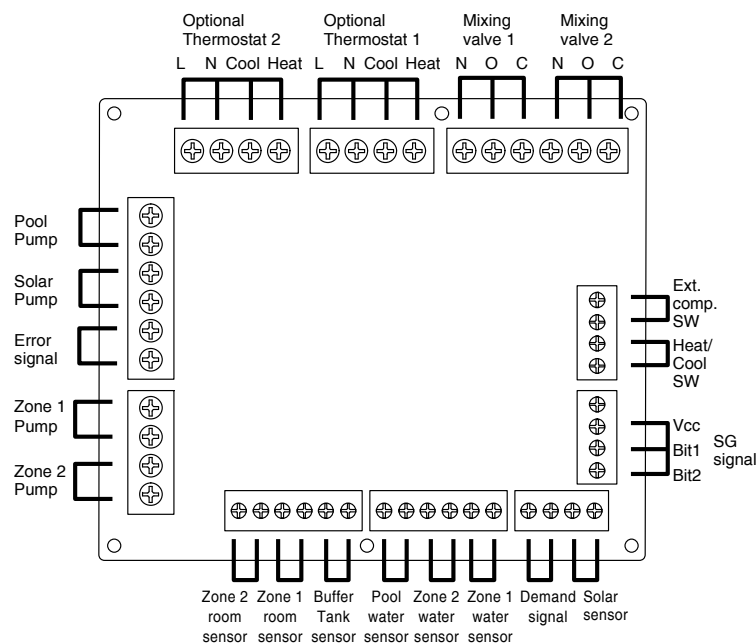 Optional Thermostat 2
Optional Thermostat 1
Mixing valve 1
Mixing valve 2
L N Cool Heat
L N Cool Heat
N O C
N O C
Pool
Pump
Solar
Pump
Error
signal
Zone 1
Pump
Zone 2
Pump
Ext.
comp.
SW
Heat/
Cool
SW
Vcc
Bit1
Bit2
SG
signal
Zone 2
room
sensor
Zone 1
room
sensor
Buffer
Tank
sensor
Pool
water
sensor
Zone 2
water
sensor
Zone 1
water
sensor
Demand
signal
Solar
sensor